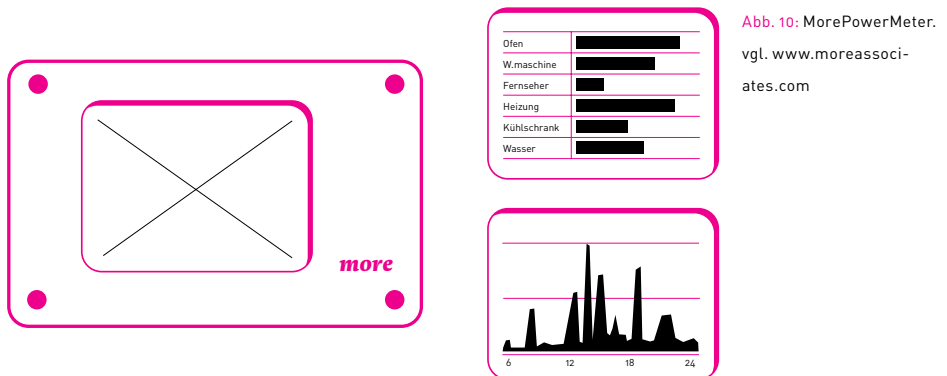 more
Ofen
W.maschine
Fernseher
Heizung
Kühlschrank
Wasser
6 12 18 24
Abb. 10: MorePowerMeter.
vgl. www.moreassoci-
ates.com